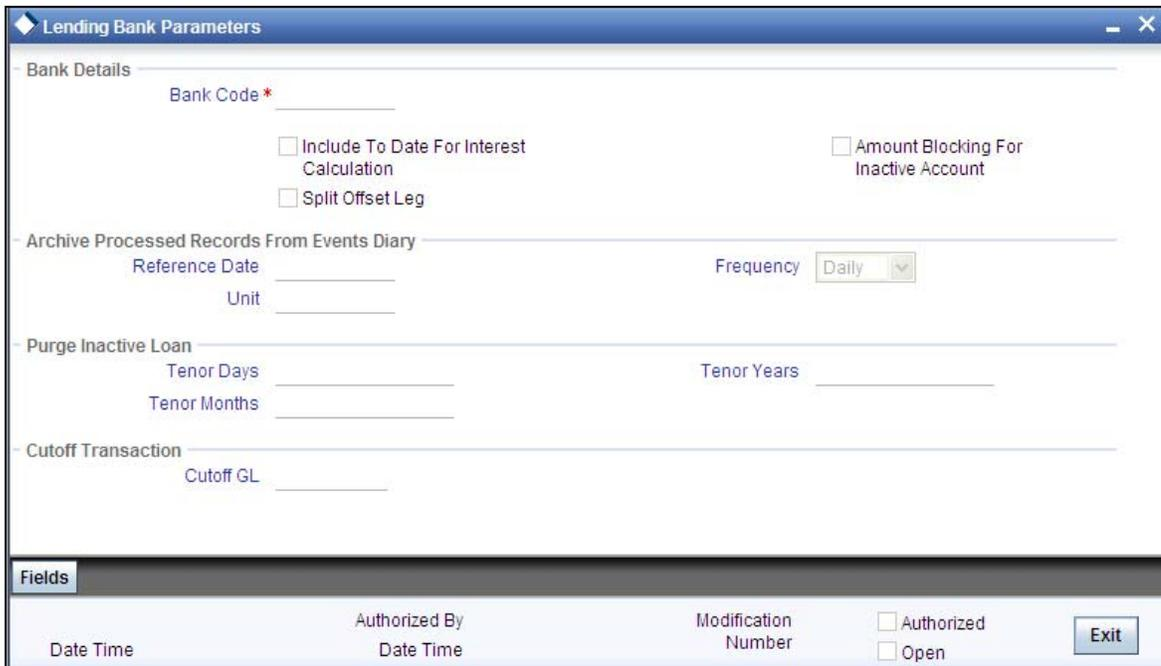 Lending Bank Parameters
Bank Details
Bank Code *
Include To Date For Interest
Calculation
Amount Blocking For
Inactive Account
Split Offset Leg
Archive Processed Records From Events Diary
Reference Date
Frequency Daily
Unit
Purge Inactive Loan
Tenor Days
Tenor Years
Tenor Months
Cutoff Transaction
Cutoff GL
Fields
Authorized By
Modification
Number
Authorized
Date Time
Date Time
Open
Exit